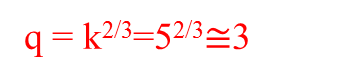 q = k^{2/3}=5^{2/3}≅3